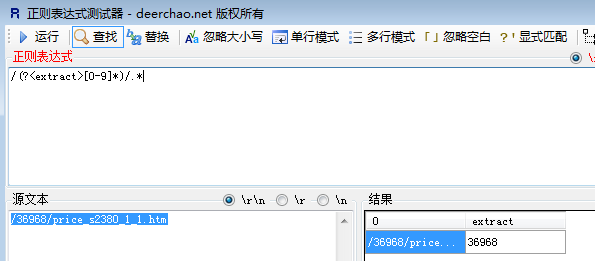 R 正则表达式测试器 - deerchao.net 版权所有
运行 查找 替换 Aa 忽略大小写 单行模式 多行模式 「」忽略空白 ?' 显式匹配
正则表达式
/(?<extract>[0-9]*)/.*
源文本 \r\n \r \n 结果
/36968/price_s2380_1_1.htm
0 extract
/36968/price... 36968